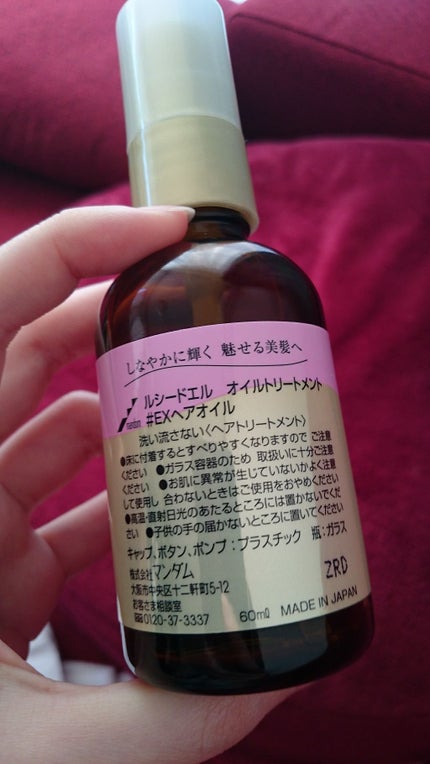 しなやかに輝く 魅せる美髪へ
mandom ルシードエル オイルトリートメント
#EXヘアオイル
洗い流さない〈ヘアトリートメント〉
●床に付着するとすべりやすくなりますので ご注意
ください ●ガラス容器のため 取扱いに十分ご注意
ください ●お肌に異常が生じていないかよく注意
して使用し 合わないときはご使用をおやめください
●高温・直射日光のあたるところには置かないでくだ
さい ●子供の手の届かないところに置いてください
キャップ、ボタン、ポンプ:プラスチック 瓶:ガラス
株式会社マンダム
大阪市中央区十二軒町5-12
お客さま相談室
0120-37-3337
ZRD
60mℓ MADE IN JAPAN